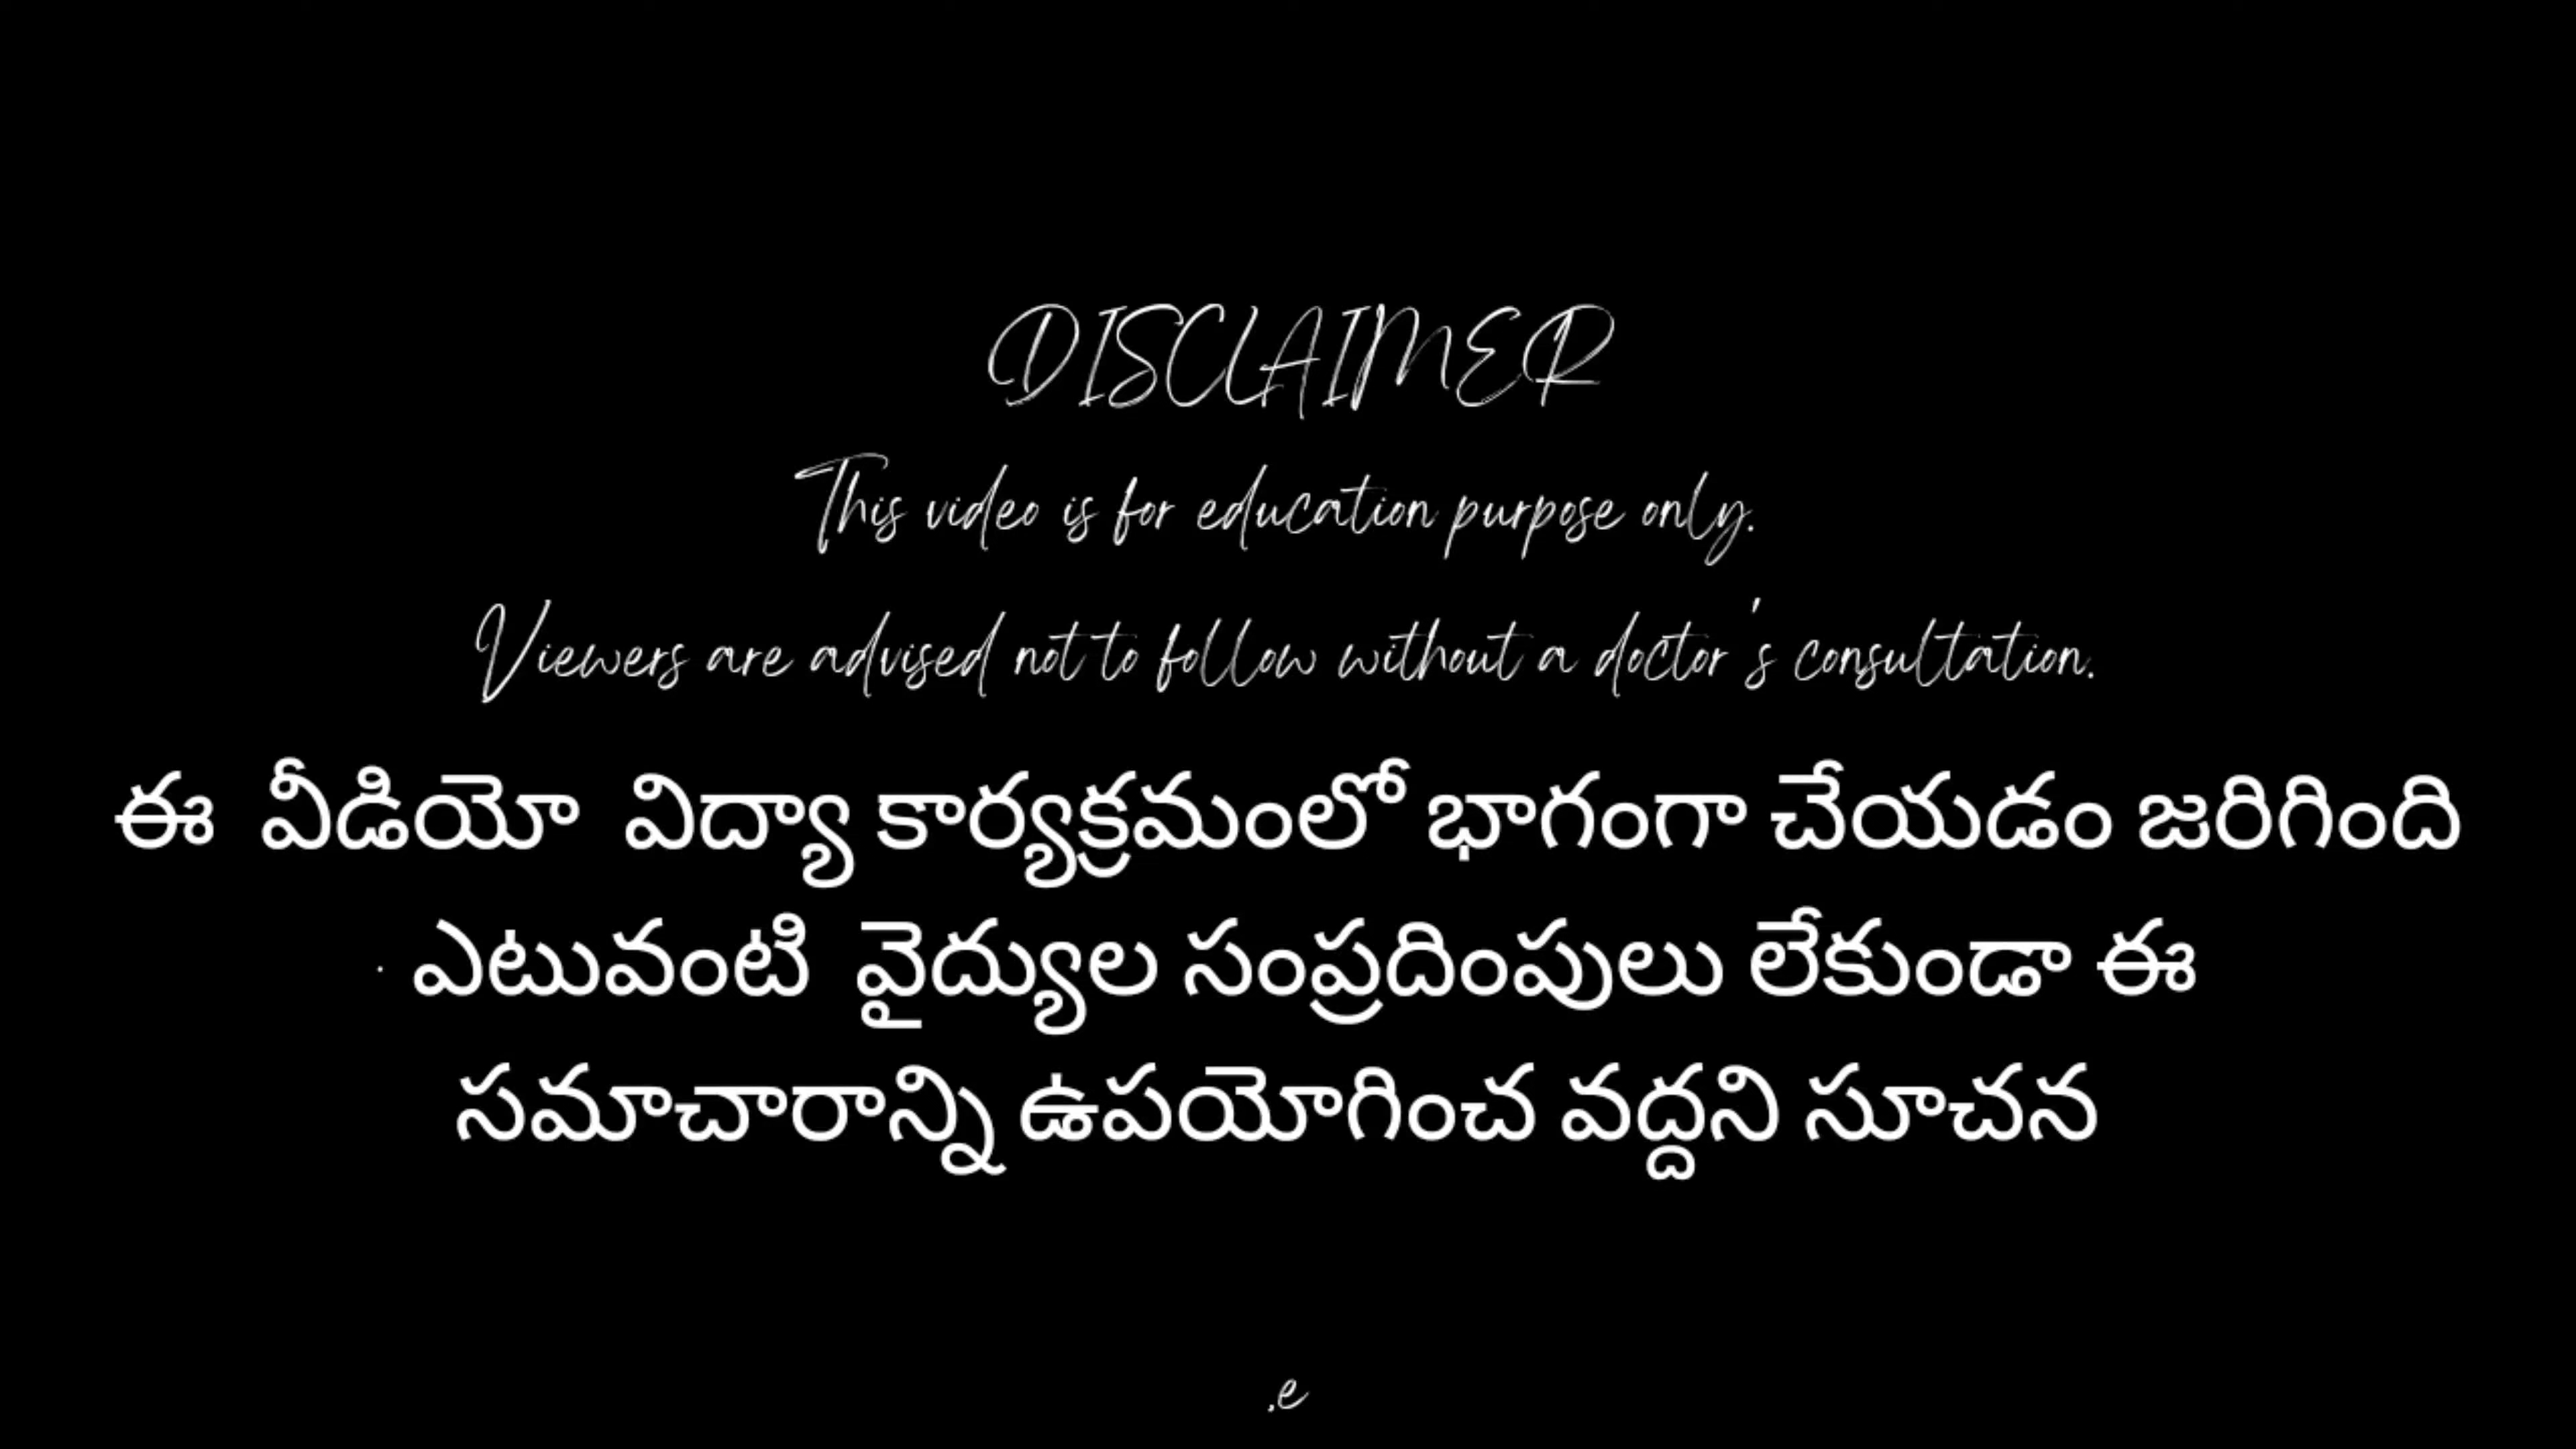 DISCLAIMER
This video is for education purpose only.
Viewers are advised not to follow without a doctor's consultation.
ఈ వీడియో విద్యా కార్యక్రమంలో భాగంగా చేయడం జరిగింది
. ఎటువంటి వైద్యుల సంప్రదింపులు లేకుండా ఈ
సమాచారాన్ని ఉపయోగించ వద్దని సూచన
.e